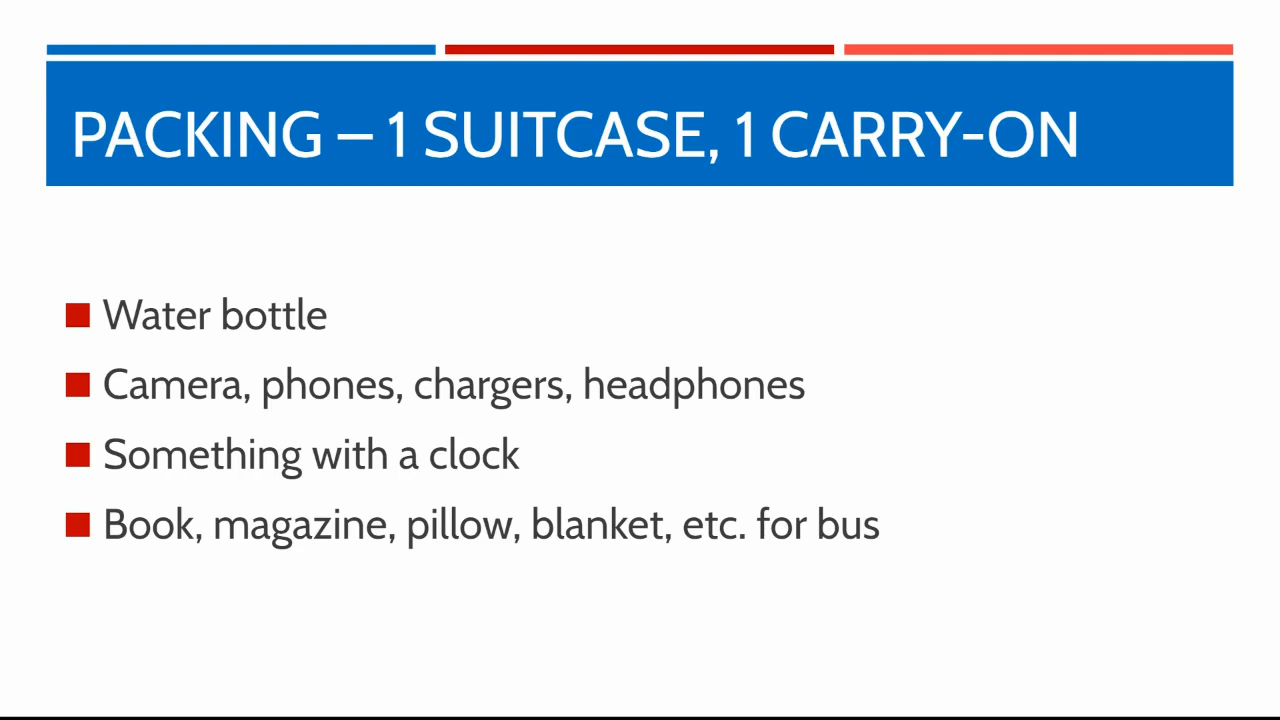 PACKING – 1 SUITCASE, 1 CARRY-ON
Water bottle
Camera, phones, chargers, headphones
Something with a clock
Book, magazine, pillow, blanket, etc. for bus